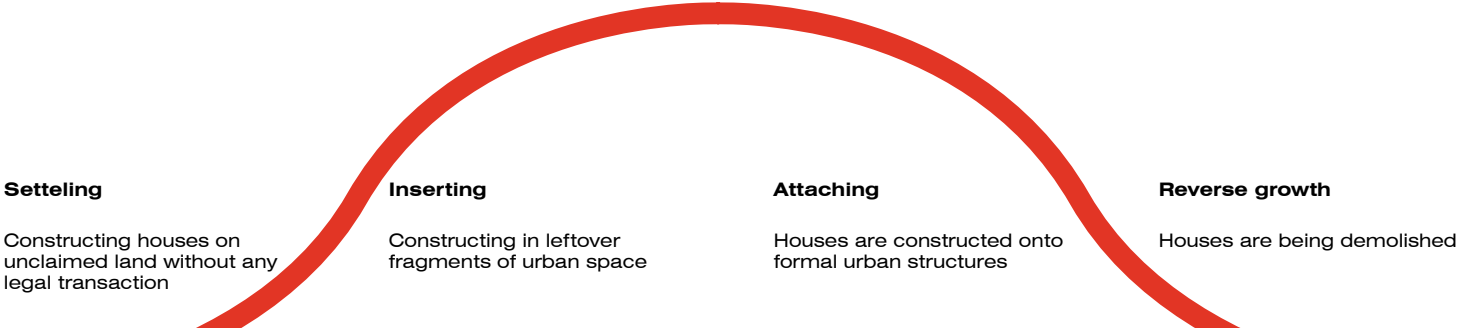 Setteling
Constructing houses on
unclaimed land without any
legal transaction
Inserting
Constructing in leftover
fragments of urban space
Attaching
Houses are constructed onto
formal urban structures
Reverse growth
Houses are being demolished